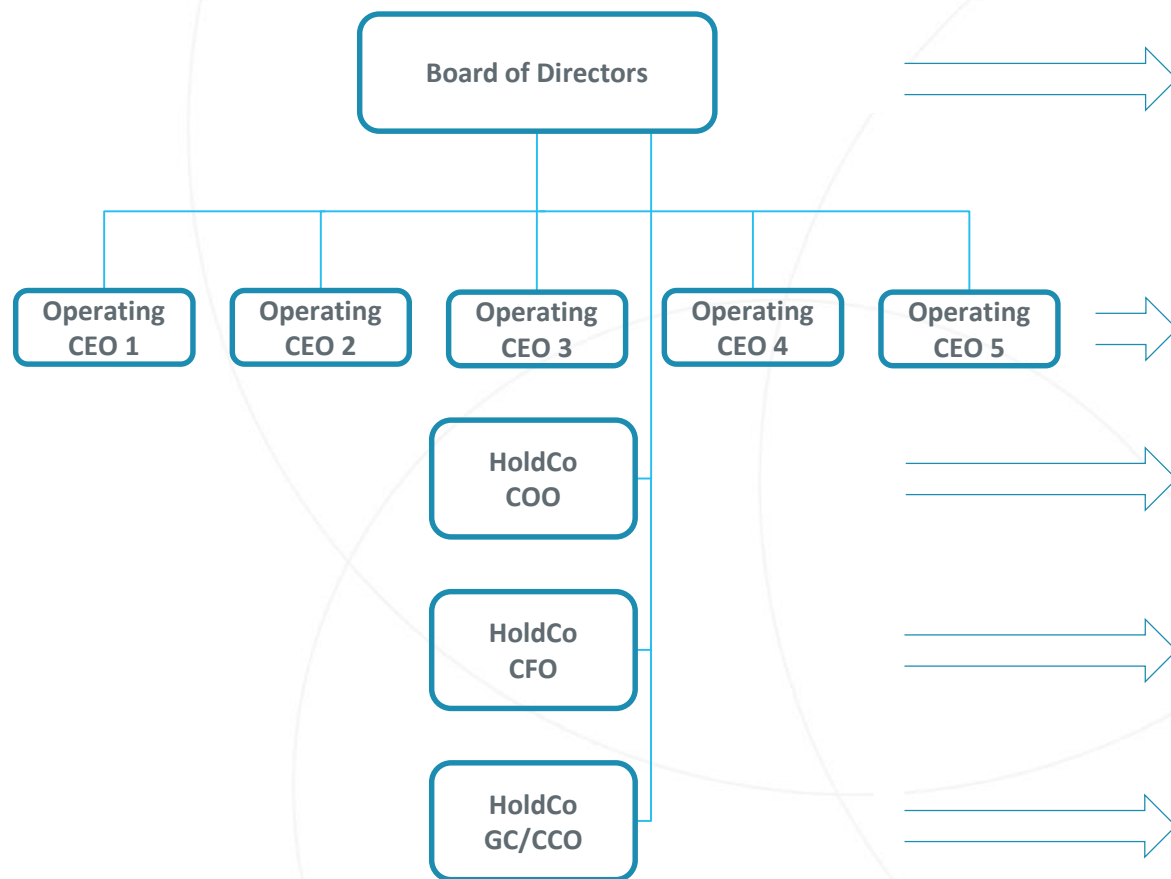 Board of Directors
Operating
CEO 1
Operating
CEO 2
Operating
CEO 3
Operating
CEO 4
Operating
CEO 5
HoldCo
COO
HoldCo
CFO
HoldCo
GC/CCO